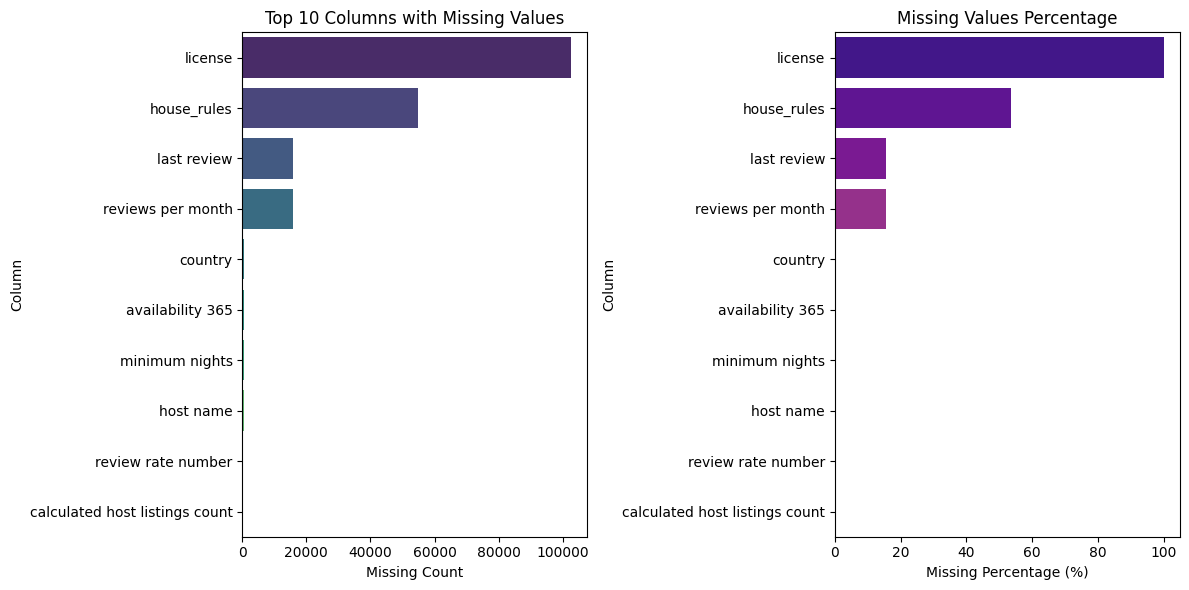 Top 10 Columns with Missing Values
license
house_rules
last review
reviews per month
country
availability 365
minimum nights
host name
review rate number
calculated host listings count
Column
0 20000 40000 60000 80000 100000
Missing Count
Missing Values Percentage
license
house_rules
last review
reviews per month
country
availability 365
minimum nights
host name
review rate number
calculated host listings count
Column
0 20 40 60 80 100
Missing Percentage (%)